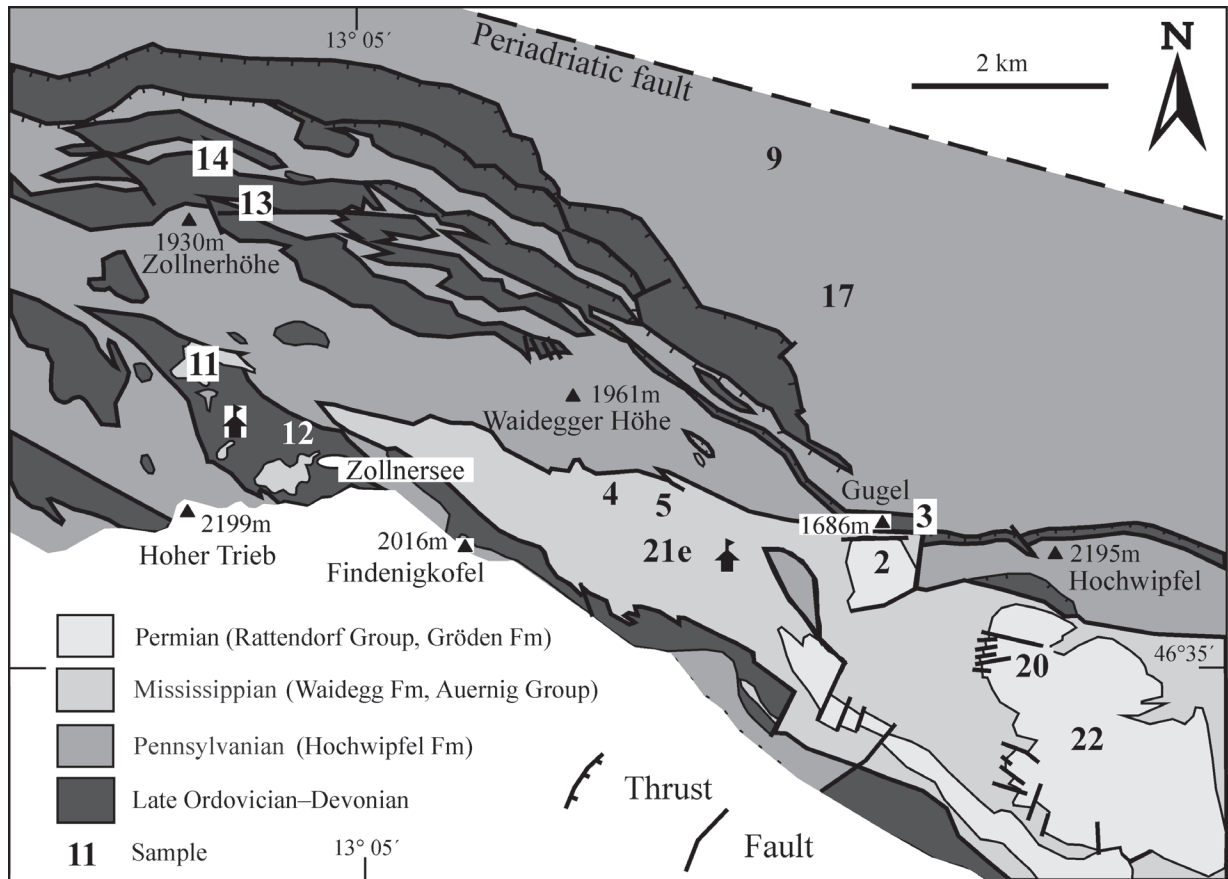 13° 05´
Periadriatic fault
2 km
N
9
14
13
1930m
Zollnerhöhe
17
11
1961m
Waidegger Höhe
12
Zollnersee
4
5
Gugel
1686m
3
2199m
Hoher Trieb
2016m
Findenigkofel
21e
2
2195m
Hochwipfel
Permian (Rattendorf Group, Gröden Fm)
46°35´
20
Mississippian (Waidegg Fm, Auernig Group)
Pennsylvanian (Hochwipfel Fm)
22
Late Ordovician–Devonian
Thrust
11 Sample
13° 05´
Fault